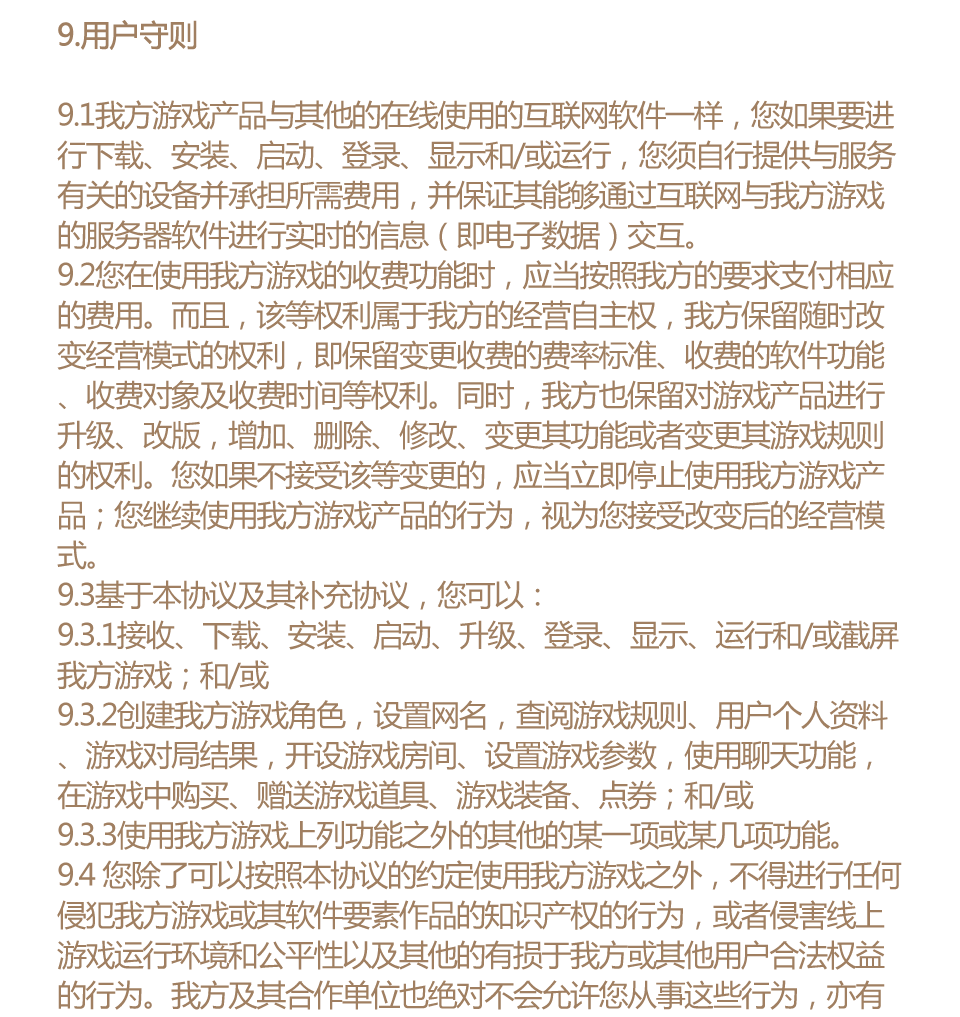 9.用户守则
9.1我方游戏产品与其他的在线使用的互联网软件一样，您如果要进
行下载、安装、启动、登录、显示和/或运行，您须自行提供与服务
有关的设备并承担所需费用，并保证其能够通过互联网与我方游戏
的服务器软件进行实时的信息（即电子数据）交互。
9.2您在使用我方游戏的收费功能时，应当按照我方的要求支付相应
的费用。而且，该等权利属于我方的经营自主权，我方保留随时改
变经营模式的权利，即保留变更收费的费率标准、收费的软件功能
、收费对象及收费时间等权利。同时，我方也保留对游戏产品进行
升级、改版，增加、删除、修改、变更其功能或者变更其游戏规则
的权利。您如果不接受该等变更的，应当立即停止使用我方游戏产
品；您继续使用我方游戏产品的行为，视为您接受改变后的经营模
式。
9.3基于本协议及其补充协议，您可以：
9.3.1接收、下载、安装、启动、升级、登录、显示、运行和/或截屏
我方游戏；和/或
9.3.2创建我方游戏角色，设置网名，查阅游戏规则、用户个人资料
、游戏对局结果，开设游戏房间、设置游戏参数，使用聊天功能，
在游戏中购买、赠送游戏道具、游戏装备、点券；和/或
9.3.3使用我方游戏上列功能之外的其他的某一项或某几项功能。
9.4 您除了可以按照本协议的约定使用我方游戏之外，不得进行任何
侵犯我方游戏或其软件要素作品的知识产权的行为，或者侵害线上
游戏运行环境和公平性以及其他的有损于我方或其他用户合法权益
的行为。我方及其合作单位也绝对不会允许您从事这些行为，亦有